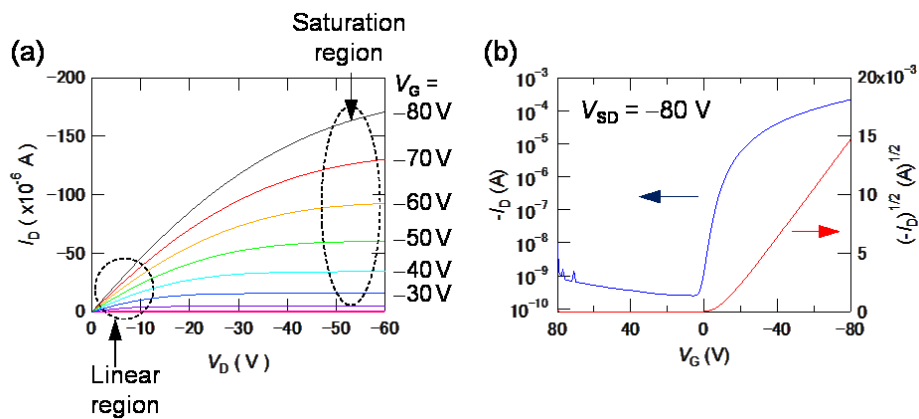 (a)
Saturation
region
−200
−150
−100
−50
0
I_D ( x10⁻⁶ A)
0
−10
−20
−30
−40
−50
−60
V_D ( V )
V_G =
−80 V
−70 V
−60 V
−50 V
−40 V
−30 V
Linear
region
(b)
V_SD = −80 V
10⁻³
10⁻⁴
10⁻⁵
10⁻⁶
10⁻⁷
10⁻⁸
10⁻⁹
10⁻¹⁰
-I_D (A)
80
40
0
−40
−80
V_G (V)
20x10⁻³
15
10
5
0
(-I_D)^1/2 (A)^1/2